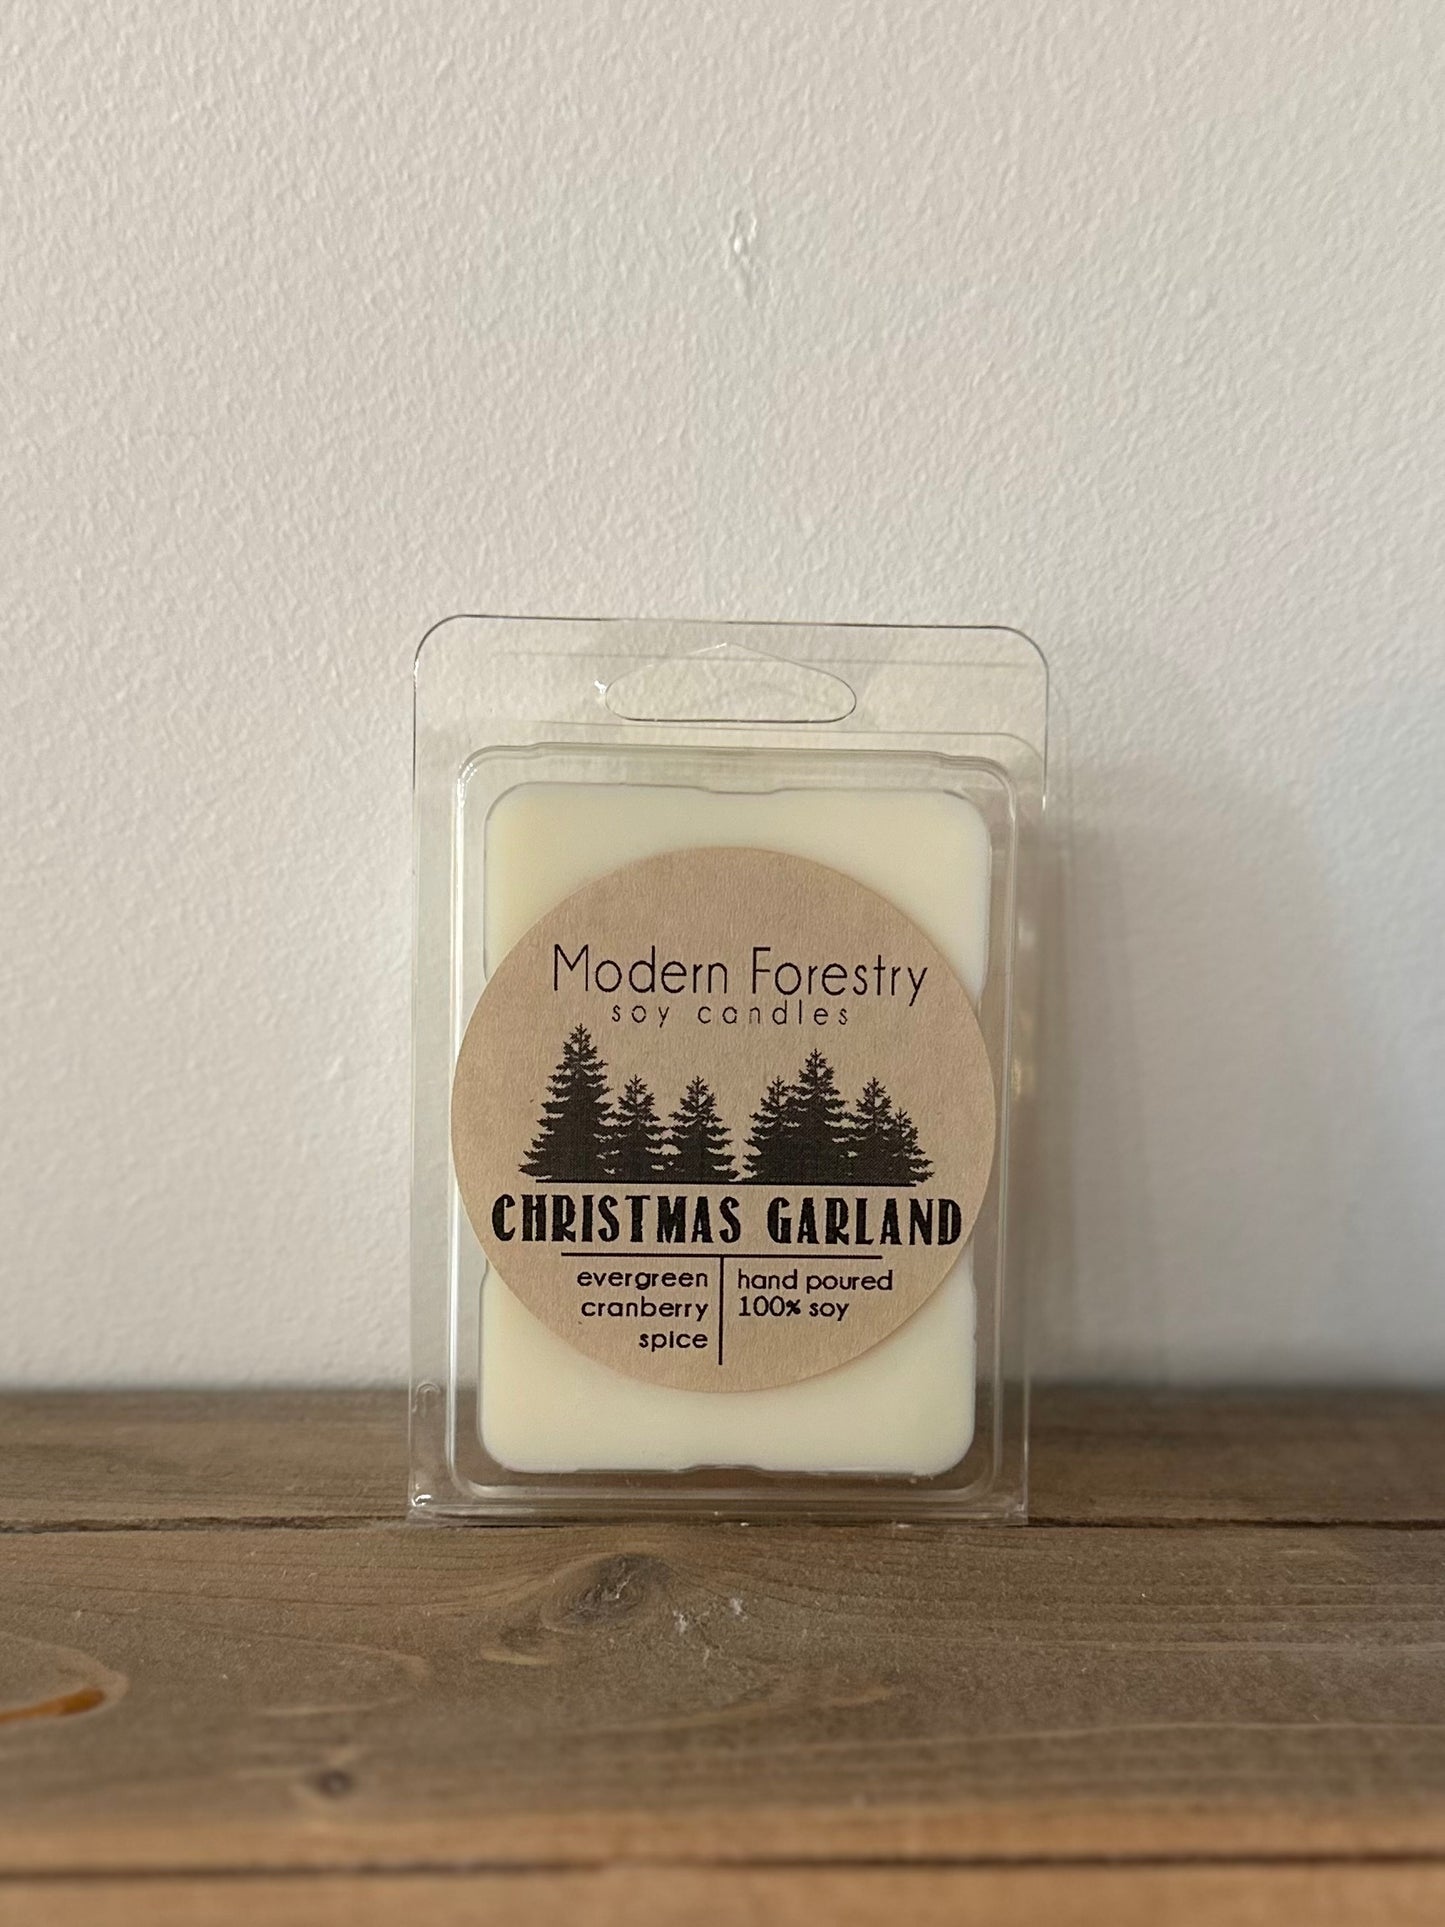 Modern Forestry
soy candles
CHRISTMAS GARLAND
evergreen
cranberry
spice
hand poured
100% soy